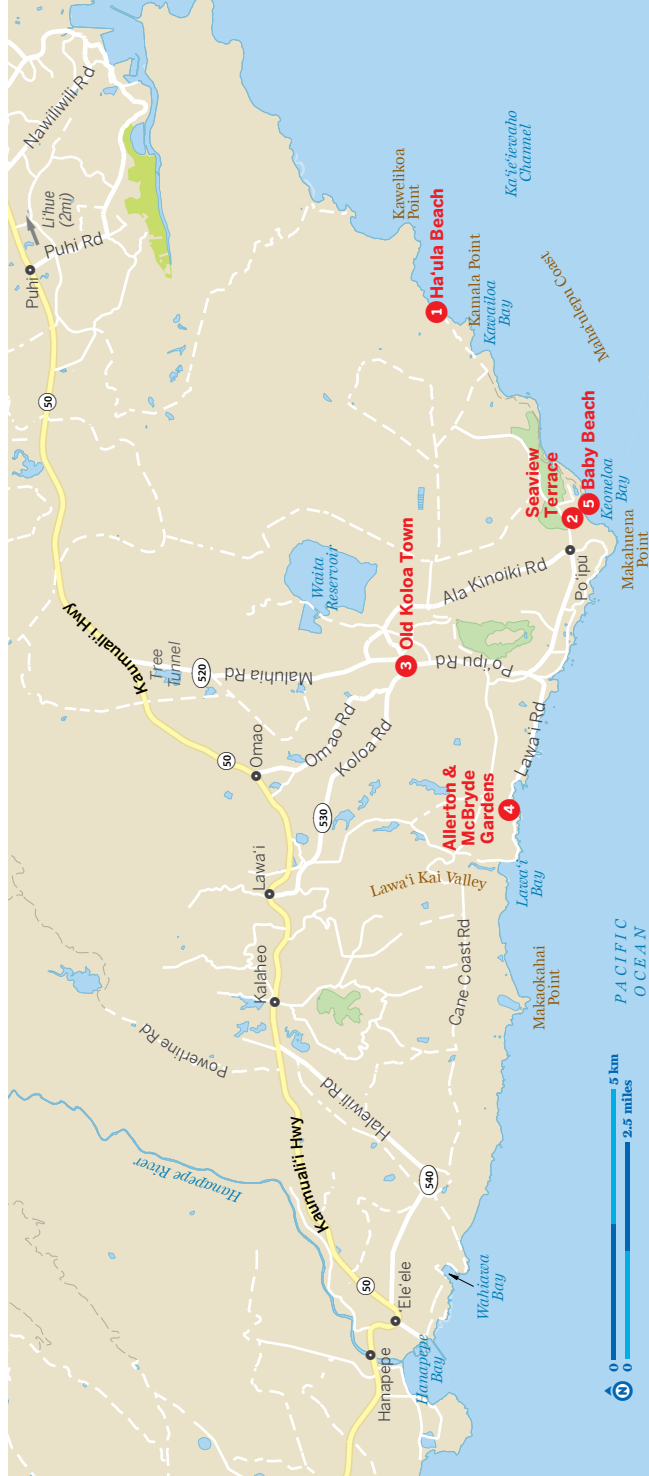 Nawiliwili Rd
Li'hue
(2mi)
Puhi Rd
Puhi
50
Kawelikoa
Point
Ka'ie'iewaho
Channel
1 Ha'ula Beach
Kamala Point
Kawailoa
Bay
Maha'ulepu Coast
Seaview
Terrace
2
5 Baby Beach
Keoneloa
Bay
Makahuena
Point
Po'ipu
Ala Kinoiki Rd
Waita
Reservoir
3 Old Koloa Town
Po'ipu Rd
Kaumuali'i Hwy
Tree
Tunnel
520
Maluhia Rd
50
Omao
Omao Rd
Koloa Rd
530
Lawa'i Rd
Allerton &
McBryde
Gardens
4
Lawa'i
Lawa'i Kai Valley
Lawa'i
Bay
Kalaheo
Cane Coast Rd
Makaokahai
Point
PACIFIC
OCEAN
Powerline Rd
Halewili Rd
540
Hanapepe River
Kaumuali'i Hwy
50
'Ele'ele
Wahiawa
Bay
Hanapepe
Hanapepe
Bay
N
0 5 km
0 2.5 miles